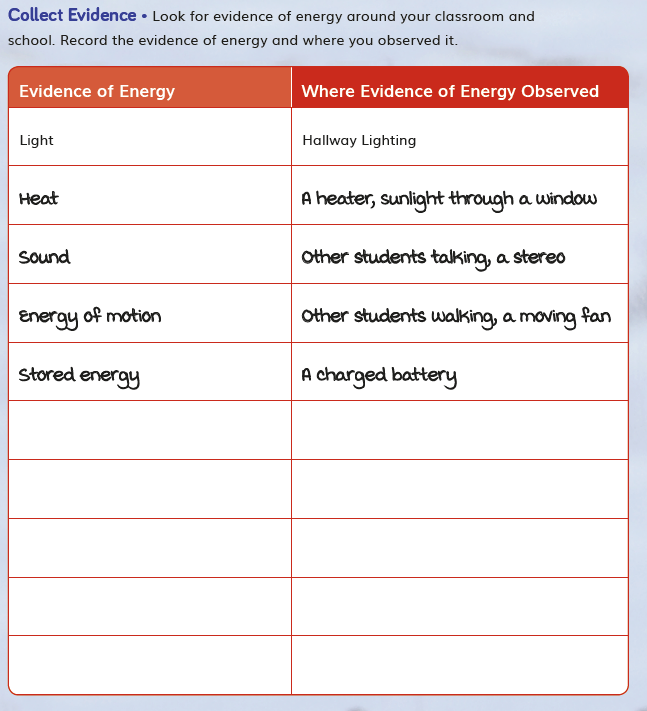 Collect Evidence • Look for evidence of energy around your classroom and
school. Record the evidence of energy and where you observed it.
Evidence of Energy
Where Evidence of Energy Observed
Light
Hallway Lighting
Heat
A heater, sunlight through a window
Sound
Other students talking, a stereo
Energy of motion
Other students walking, a moving fan
Stored energy
A charged battery